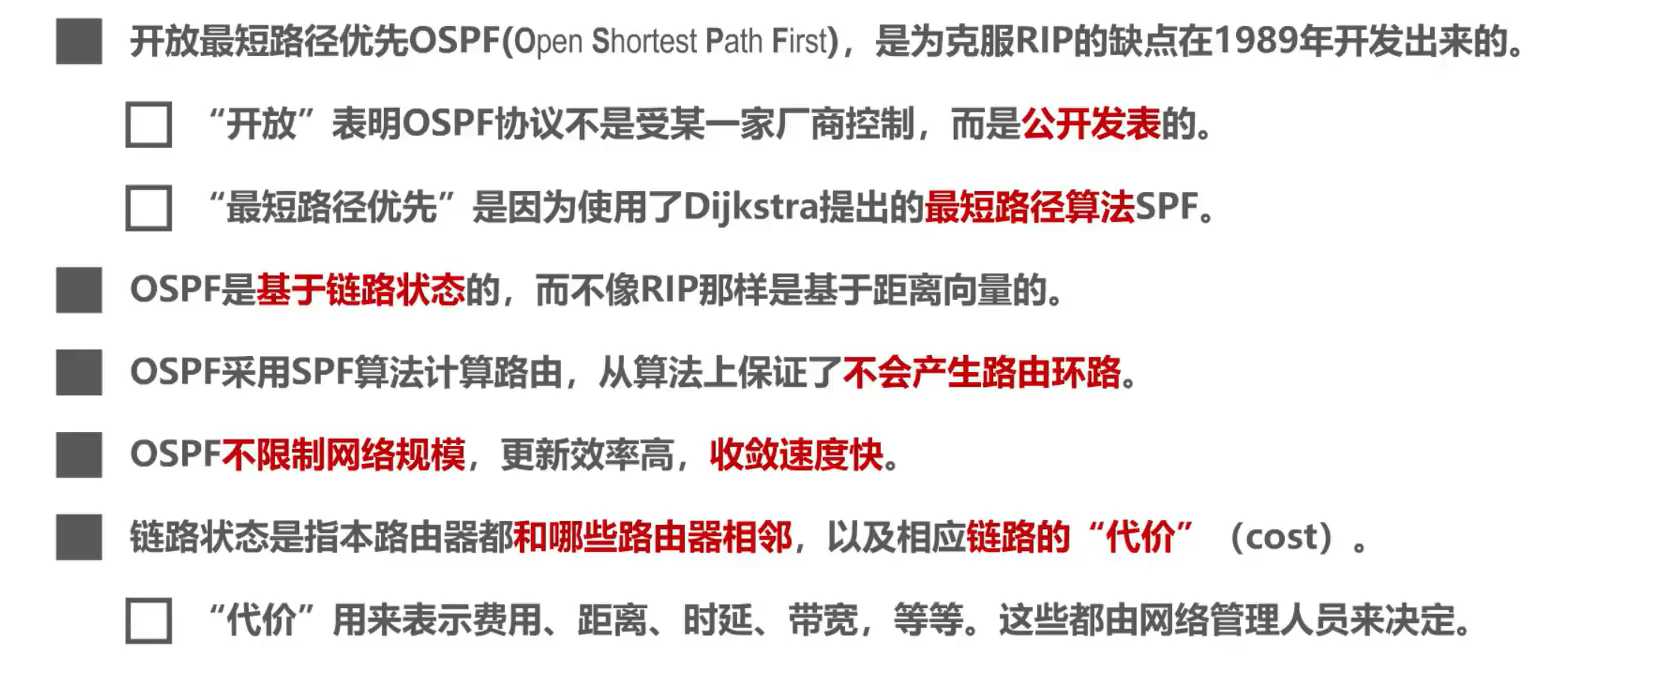 开放最短路径优先OSPF(Open Shortest Path First)，是为克服RIP的缺点在1989年开发出来的。
“开放”表明OSPF协议不是受某一家厂商控制，而是公开发表的。
“最短路径优先”是因为使用了Dijkstra提出的最短路径算法SPF。
OSPF是基于链路状态的，而不像RIP那样是基于距离向量的。
OSPF采用SPF算法计算路由，从算法上保证了不会产生路由环路。
OSPF不限制网络规模，更新效率高，收敛速度快。
链路状态是指本路由器都和哪些路由器相邻，以及相应链路的“代价”（cost）。
“代价”用来表示费用、距离、时延、带宽，等等。这些都由网络管理人员来决定。